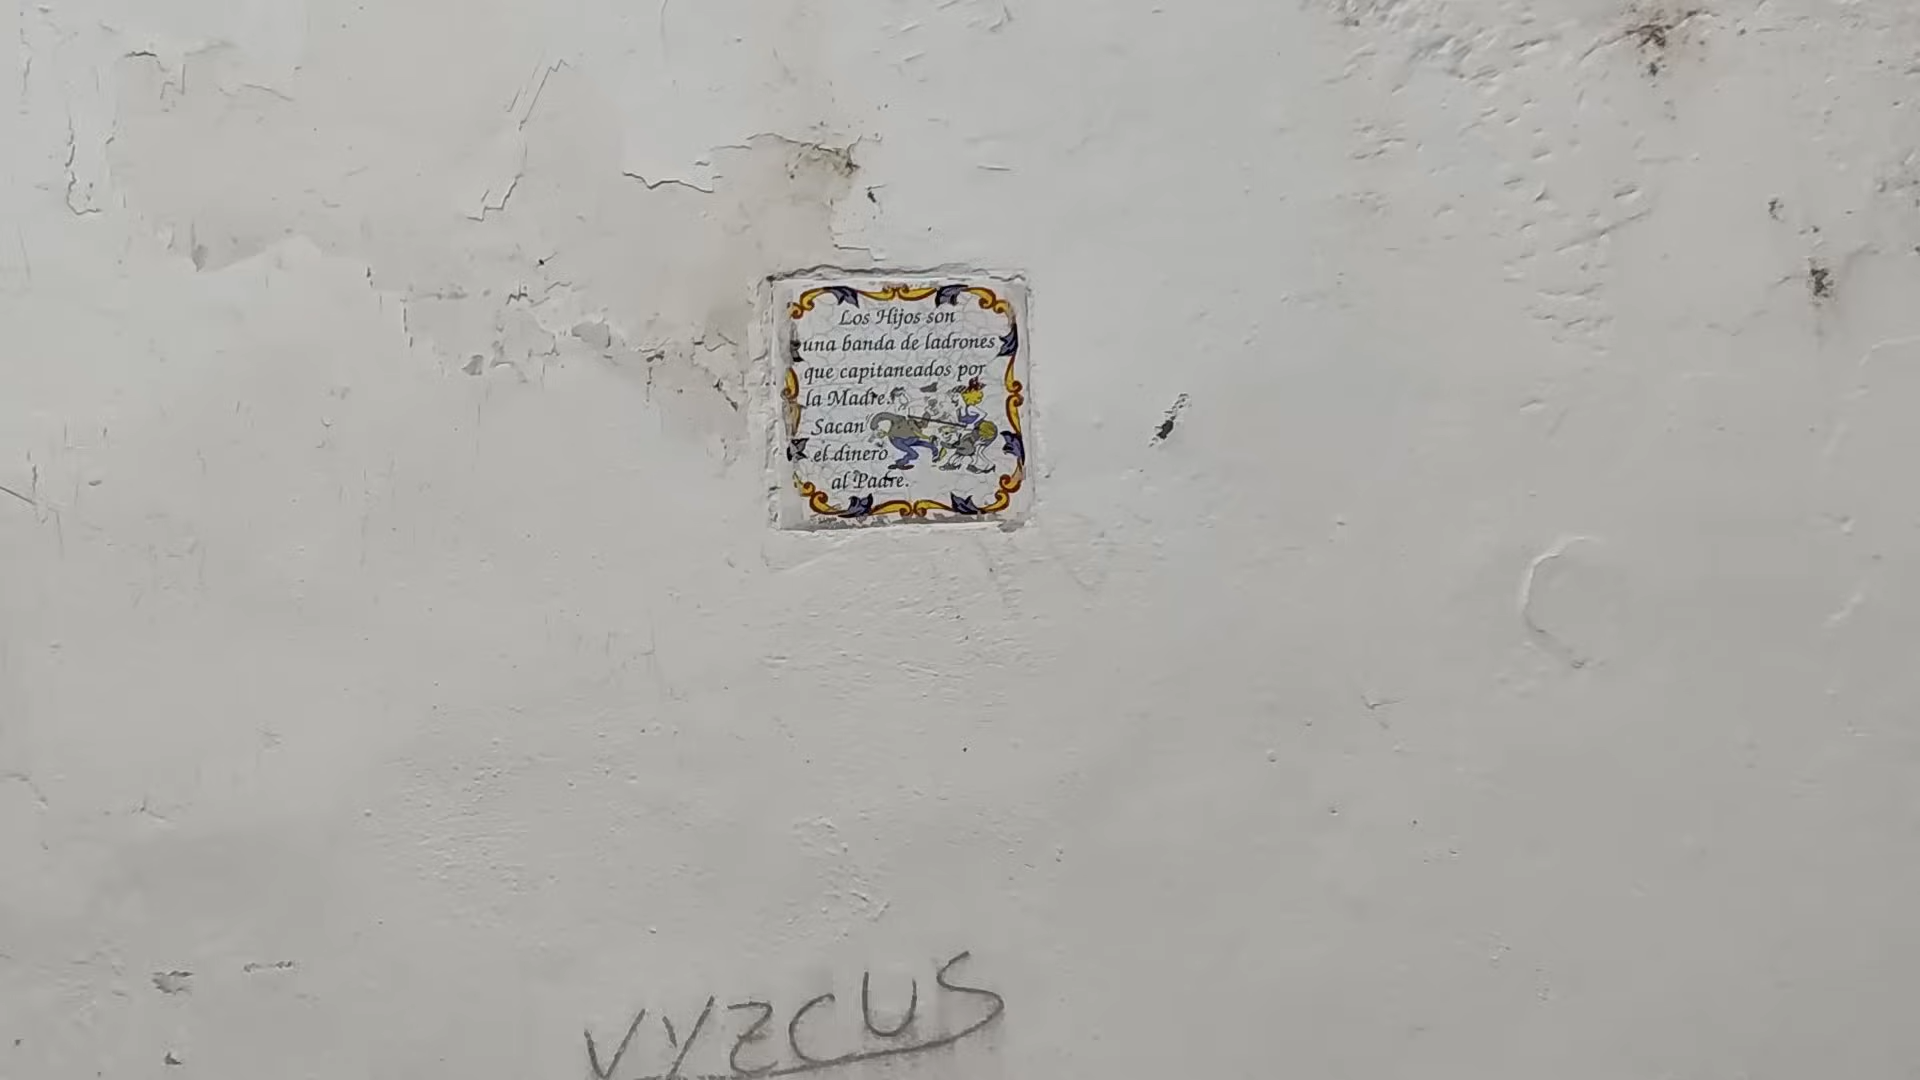 Los Hijos son
una banda de ladrones
que capitaneados por
la Madre.
Sacan
el dinero
al Padre.
VYZCUS